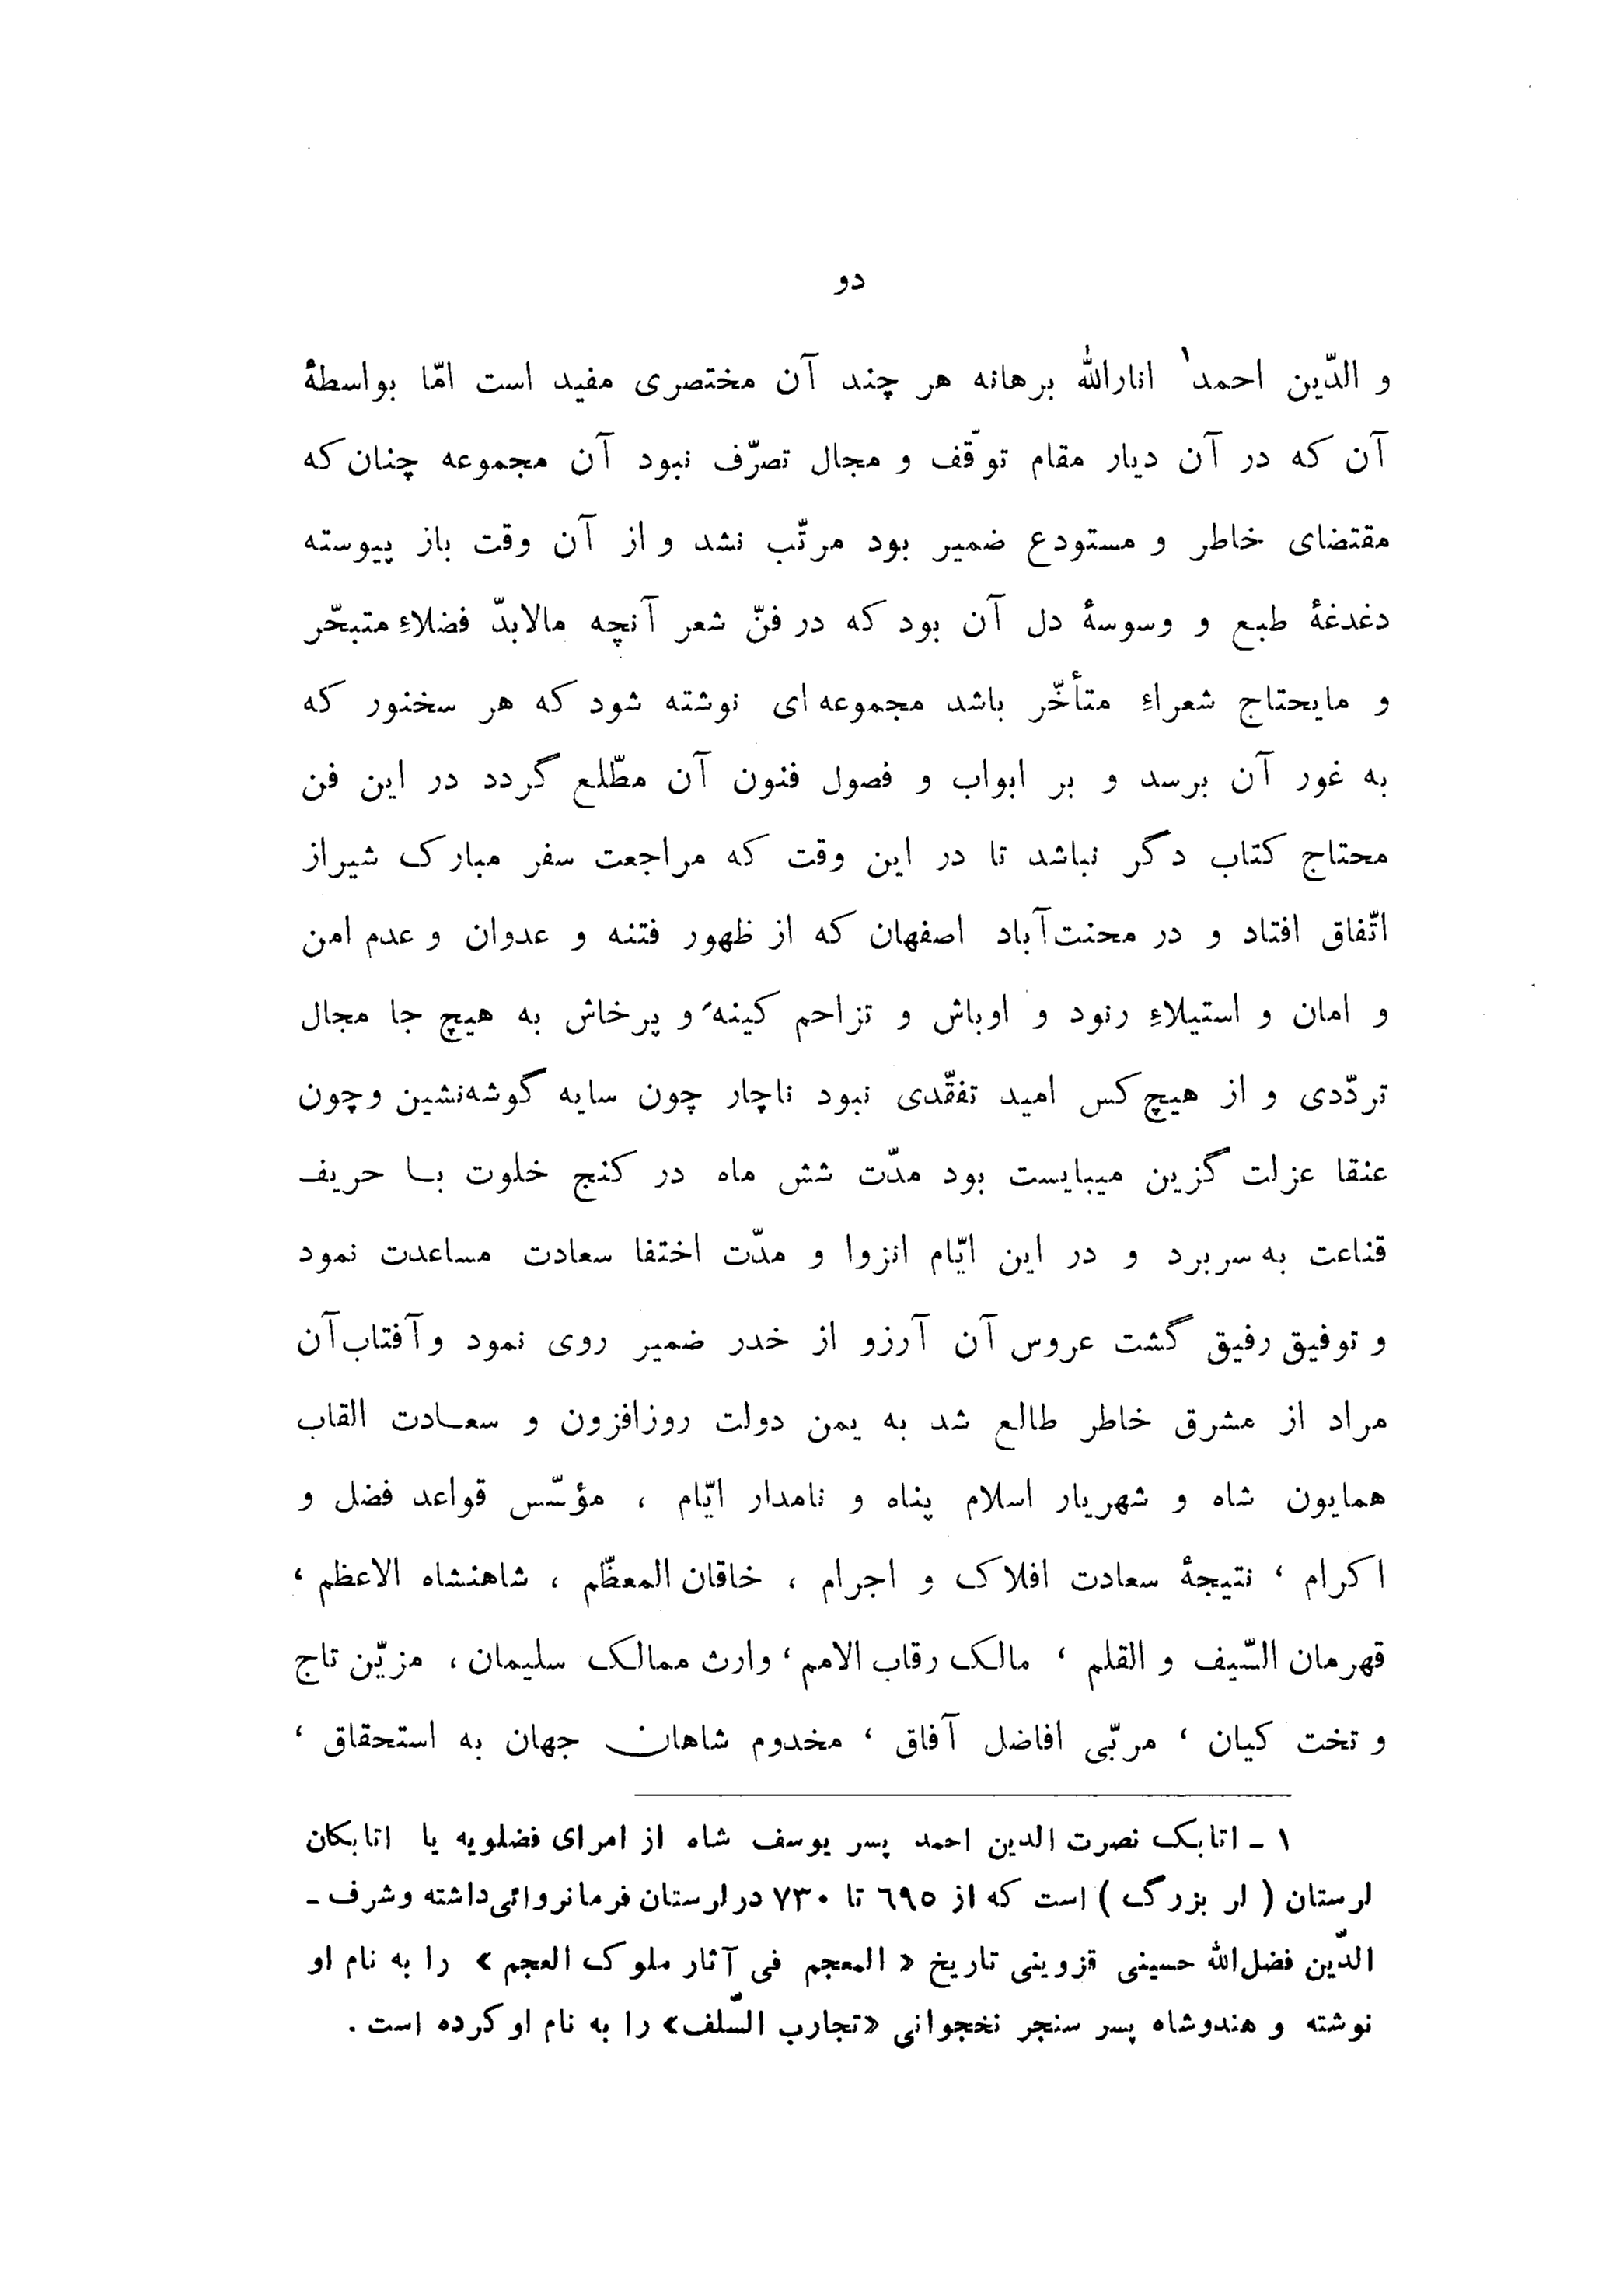 دو
و الدّین احمد۱ انارالله برهانه هر چند آن مختصری مفید است امّا بواسطهٔ
آن که در آن دیار مقام توقّف و مجال تصرّف نبود آن مجموعه چنان که
مقتضای خاطر و مستودع ضمیر بود مرتّب نشد و از آن وقت باز پیوسته
دغدغهٔ طبع و وسوسهٔ دل آن بود که در فنّ شعر آنچه مالابدّ فضلاءِ متبحّر
و مایحتاج شعراءِ متأخّر باشد مجموعه ای نوشته شود که هر سخنور که
به غور آن برسد و بر ابواب و فصول فنون آن مطّلع گردد در این فن
محتاج کتاب دگر نباشد تا در این وقت که مراجعت سفر مبارک شیراز
اتّفاق افتاد و در محنت‌آباد اصفهان که از ظهور فتنه و عدوان و عدم امن
و امان و استیلاءِ رنود و اوباش و تزاحم کینه و پرخاش به هیچ جا مجال
تردّدی و از هیچ کس امید تفقّدی نبود ناچار چون سایه گوشه‌نشین و چون
عنقا عزلت گزین میبایست بود مدّت شش ماه در کنج خلوت بـا حریف
قناعت به سر برد و در این ایّام انزوا و مدّت اختفا سعادت مساعدت نمود
و توفیق رفیق گشت عروس آن آرزو از خدر ضمیر روی نمود و آفتاب آن
مراد از مشرق خاطر طالع شد به یمن دولت روزافزون و سعـادت القاب
همایون شاه و شهریار اسلام پناه و نامدار ایّام ، مؤسّس قواعد فضل و
اکرام ، نتیجهٔ سعادت افلاک و اجرام ، خاقان المعظّم ، شاهنشاه الاعظم ،
قهرمان السّیف و القلم ، مالک رقاب الامم ، وارث ممالک سلیمان ، مزیّن تاج
و تخت کیان ، مربّی افاضل آفاق ، مخدوم شاهان جهان به استحقاق ،
۱ ـ اتابک نصرت الدین احمد پسر یوسف شاه از امرای فضلویه یا اتابکان
لرستان ( لر بزرگ ) است که از ٦٩٥ تا ٧٣٠ در لرستان فرمانروائی داشته و شرف ـ
الدّین فضل‌الله حسینی قزوینی تاریخ « المعجم فی آثار ملوک العجم » را به نام او
نوشته و هندوشاه پسر سنجر نخجوانی «تجارب السّلف» را به نام او کرده است .